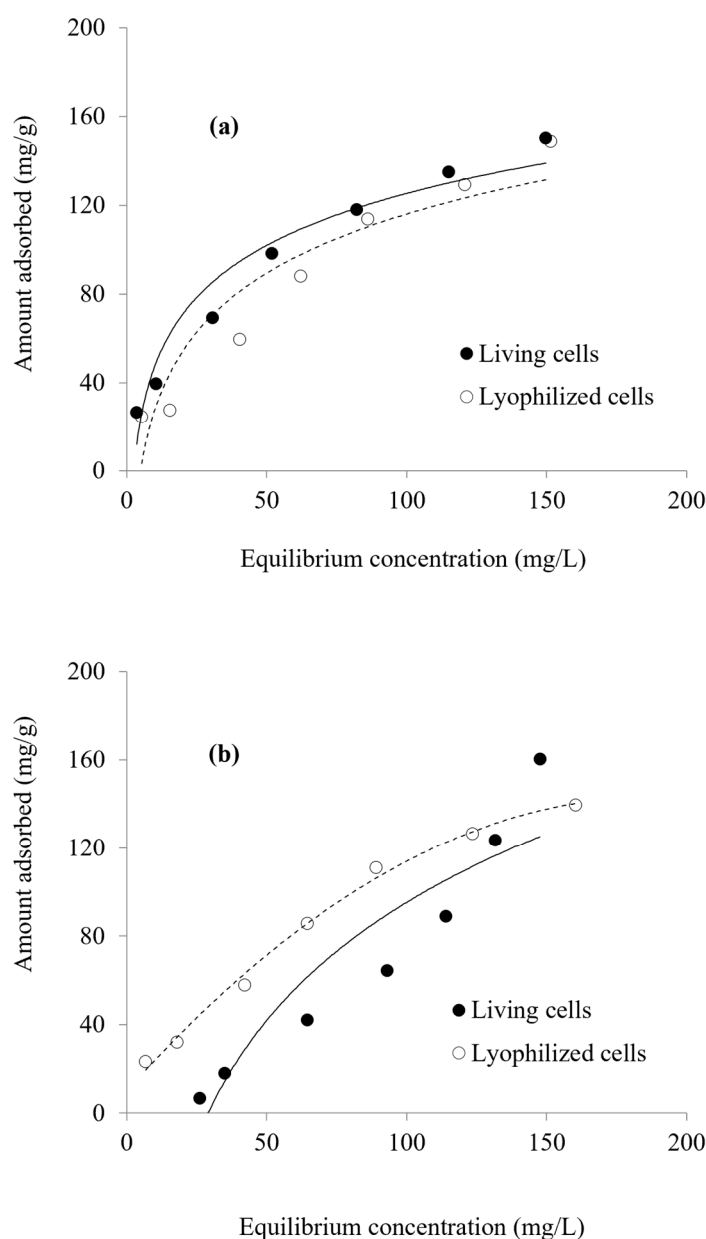 200
160
120
80
40
0
Amount adsorbed (mg/g)
(a)
Living cells
Lyophilized cells
0 50 100 150 200
Equilibrium concentration (mg/L)
200
160
120
80
40
0
Amount adsorbed (mg/g)
(b)
Living cells
Lyophilized cells
0 50 100 150 200
Equilibrium concentration (mg/L)